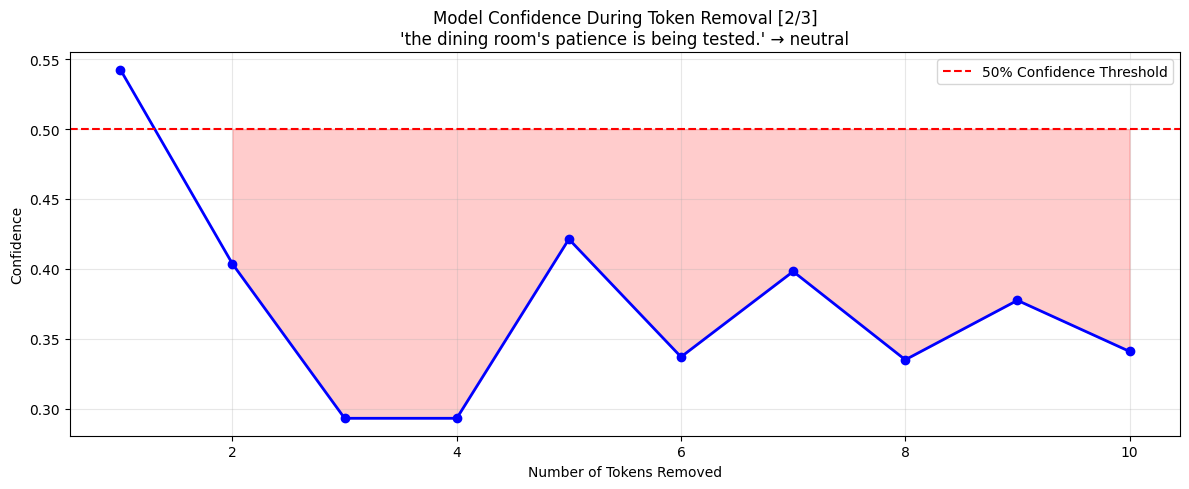 Model Confidence During Token Removal [2/3]
'the dining room's patience is being tested.' → neutral
50% Confidence Threshold
0.55
0.50
0.45
0.40
0.35
0.30
Confidence
2 4 6 8 10
Number of Tokens Removed